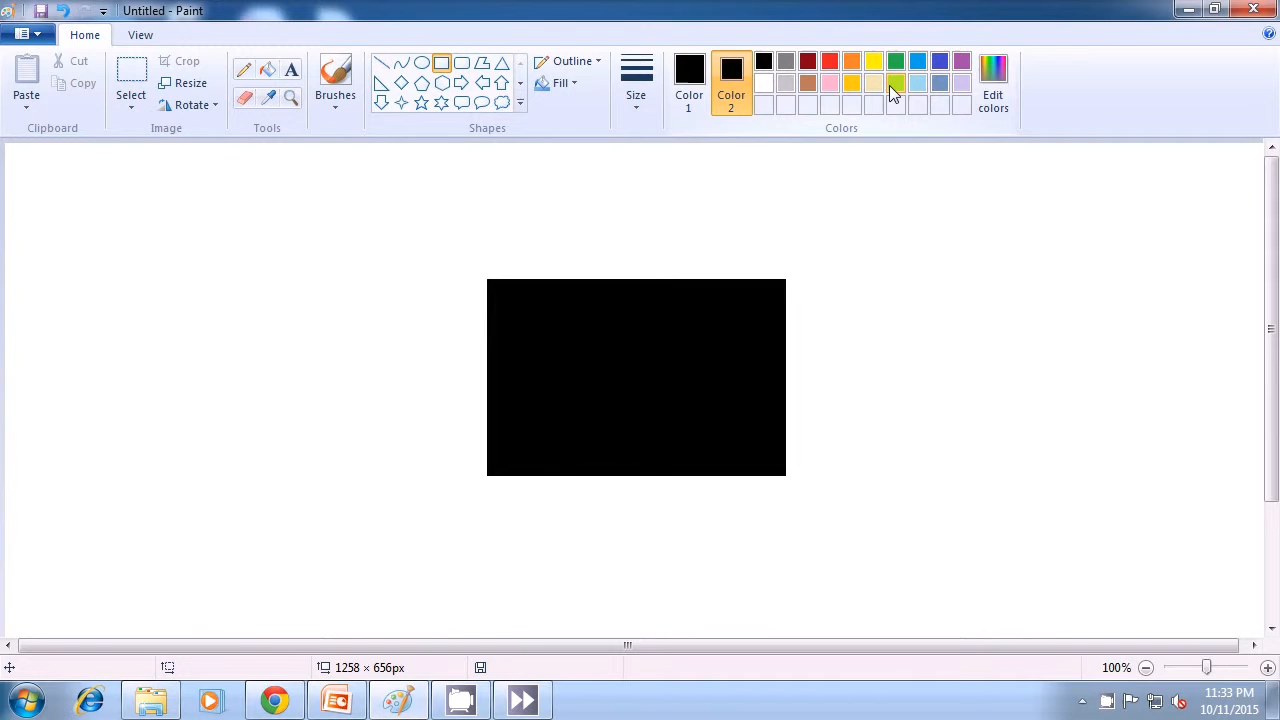 Untitled - Paint
Home
View
Paste
Cut
Copy
Clipboard
Select
Crop
Resize
Rotate
Image
A
Tools
Brushes
Shapes
Outline
Fill
Size
Color
1
Color
2
Colors
Edit
colors
1258 × 656px
100%
11:33 PM
10/11/2015